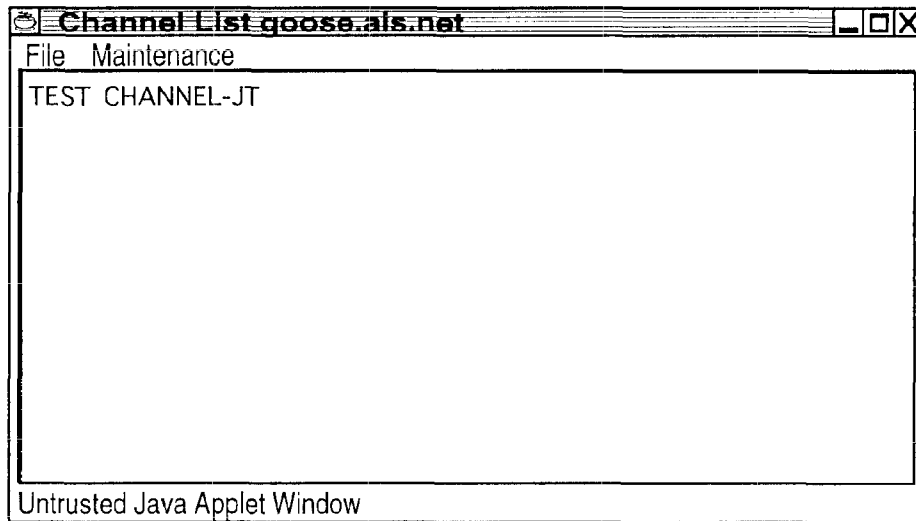 Channel List goose.als.net
File Maintenance
TEST CHANNEL-JT
Untrusted Java Applet Window